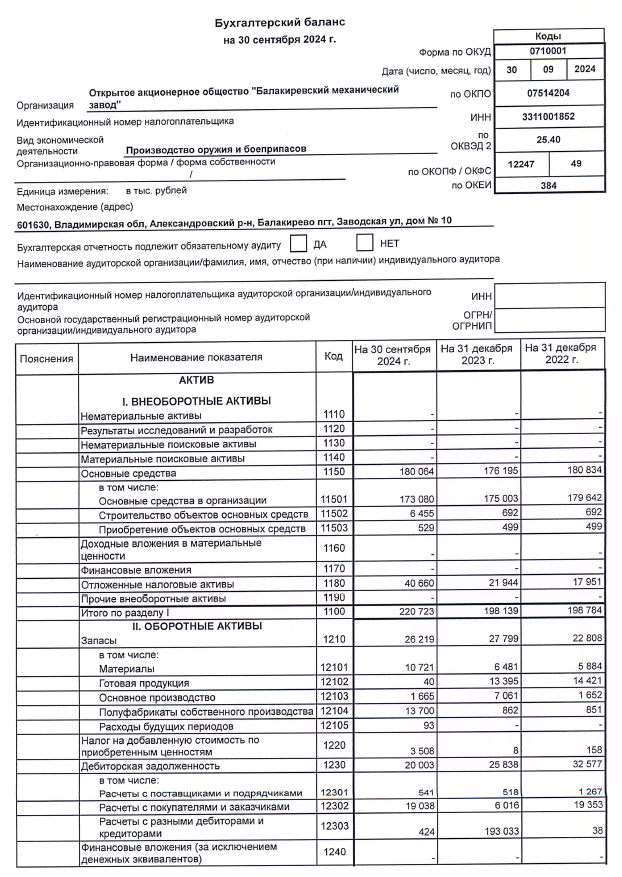 Бухгалтерский баланс
на 30 сентября 2024 г.
Коды
Форма по ОКУД 0710001
Дата (число, месяц, год) 30 09 2024
Открытое акционерное общество "Балакиревский механический
Организация завод" по ОКПО 07514204
Идентификационный номер налогоплательщика ИНН 3311001852
Вид экономической деятельности Производство оружия и боеприпасов по ОКВЭД 2 25.40
Организационно-правовая форма / форма собственности
/ по ОКОПФ / ОКФС 12247 49
Единица измерения: в тыс. рублей по ОКЕИ 384
Местонахождение (адрес)
601630, Владимирская обл, Александровский р-н, Балакирево пгт, Заводская ул, дом № 10
Бухгалтерская отчетность подлежит обязательному аудиту ДА НЕТ
Наименование аудиторской организации/фамилия, имя, отчество (при наличии) индивидуального аудитора
Идентификационный номер налогоплательщика аудиторской организации/индивидуального
аудитора ИНН
Основной государственный регистрационный номер аудиторской
организации/индивидуального аудитора ОГРН/
ОГРНИП
Пояснения Наименование показателя Код На 30 сентября 2024 г. На 31 декабря 2023 г. На 31 декабря 2022 г.
АКТИВ
I. ВНЕОБОРОТНЫЕ АКТИВЫ
Нематериальные активы 1110 - - -
Результаты исследований и разработок 1120 - - -
Нематериальные поисковые активы 1130 - - -
Материальные поисковые активы 1140 - - -
Основные средства 1150 180 064 176 195 180 834
в том числе:
Основные средства в организации 11501 173 080 175 003 179 642
Строительство объектов основных средств 11502 6 455 692 692
Приобретение объектов основных средств 11503 529 499 499
Доходные вложения в материальные
ценности 1160 - - -
Финансовые вложения 1170 - - -
Отложенные налоговые активы 1180 40 660 21 944 17 951
Прочие внеоборотные активы 1190 - - -
Итого по разделу I 1100 220 723 198 139 198 784
II. ОБОРОТНЫЕ АКТИВЫ
Запасы 1210 26 219 27 799 22 808
в том числе:
Материалы 12101 10 721 6 481 5 884
Готовая продукция 12102 40 13 395 14 421
Основное производство 12103 1 665 7 061 1 652
Полуфабрикаты собственного производства 12104 13 700 862 851
Расходы будущих периодов 12105 93 - -
Налог на добавленную стоимость по
приобретенным ценностям 1220 3 508 8 158
Дебиторская задолженность 1230 20 003 25 838 32 577
в том числе:
Расчеты с поставщиками и подрядчиками 12301 541 518 1 267
Расчеты с покупателями и заказчиками 12302 19 038 6 016 19 353
Расчеты с разными дебиторами и
кредиторами 12303 424 193 033 38
Финансовые вложения (за исключением
денежных эквивалентов) 1240 - - -